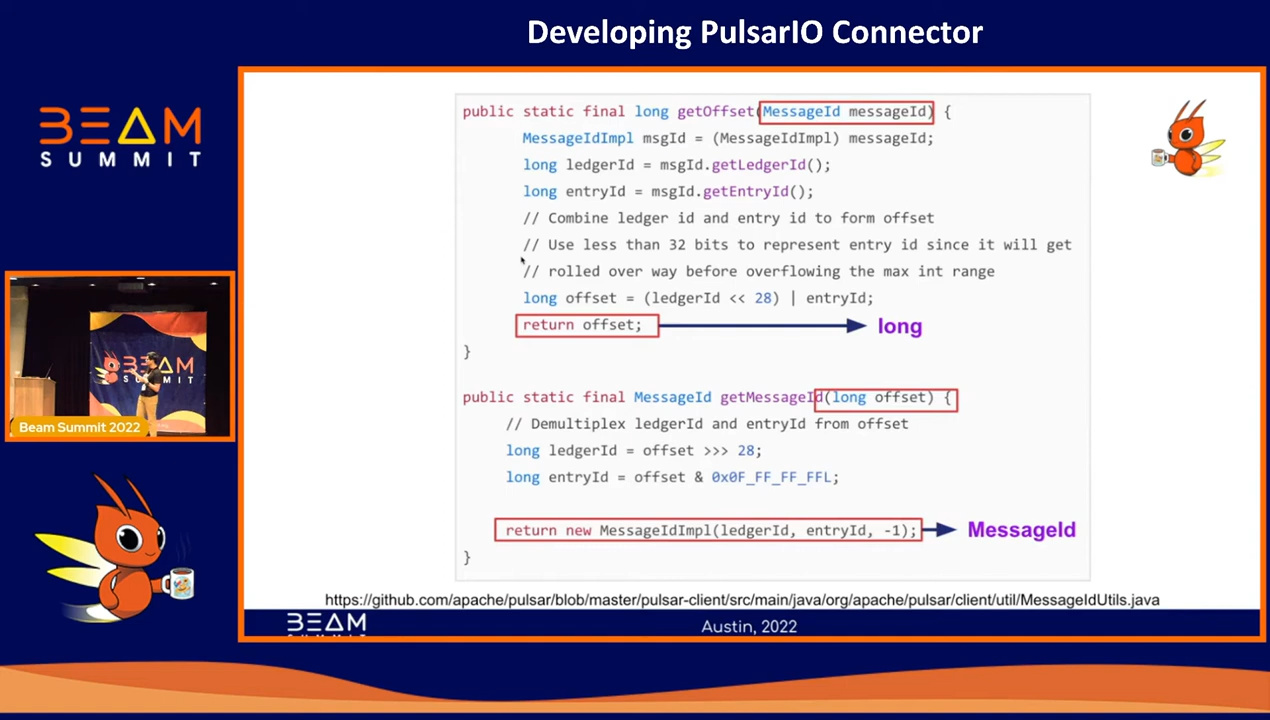 Developing PulsarIO Connector
BEAM
SUMMIT
public static final long getOffset(MessageId messageId) {
MessageIdImpl msgId = (MessageIdImpl) messageId;
long ledgerId = msgId.getLedgerId();
long entryId = msgId.getEntryId();
// Combine ledger id and entry id to form offset
// Use less than 32 bits to represent entry id since it will get
// rolled over way before overflowing the max int range
long offset = (ledgerId << 28) | entryId;
return offset;
long
}
public static final MessageId getMessageId(long offset) {
// Demultiplex ledgerId and entryId from offset
long ledgerId = offset >>> 28;
long entryId = offset & 0x0F_FF_FF_FFL;
return new MessageIdImpl(ledgerId, entryId, -1);
MessageId
}
https://github.com/apache/pulsar/blob/master/pulsar-client/src/main/java/org/apache/pulsar/client/util/MessageIdUtils.java
BEAM
Austin, 2022
BEAM
SUMMIT
Beam Summit 2022